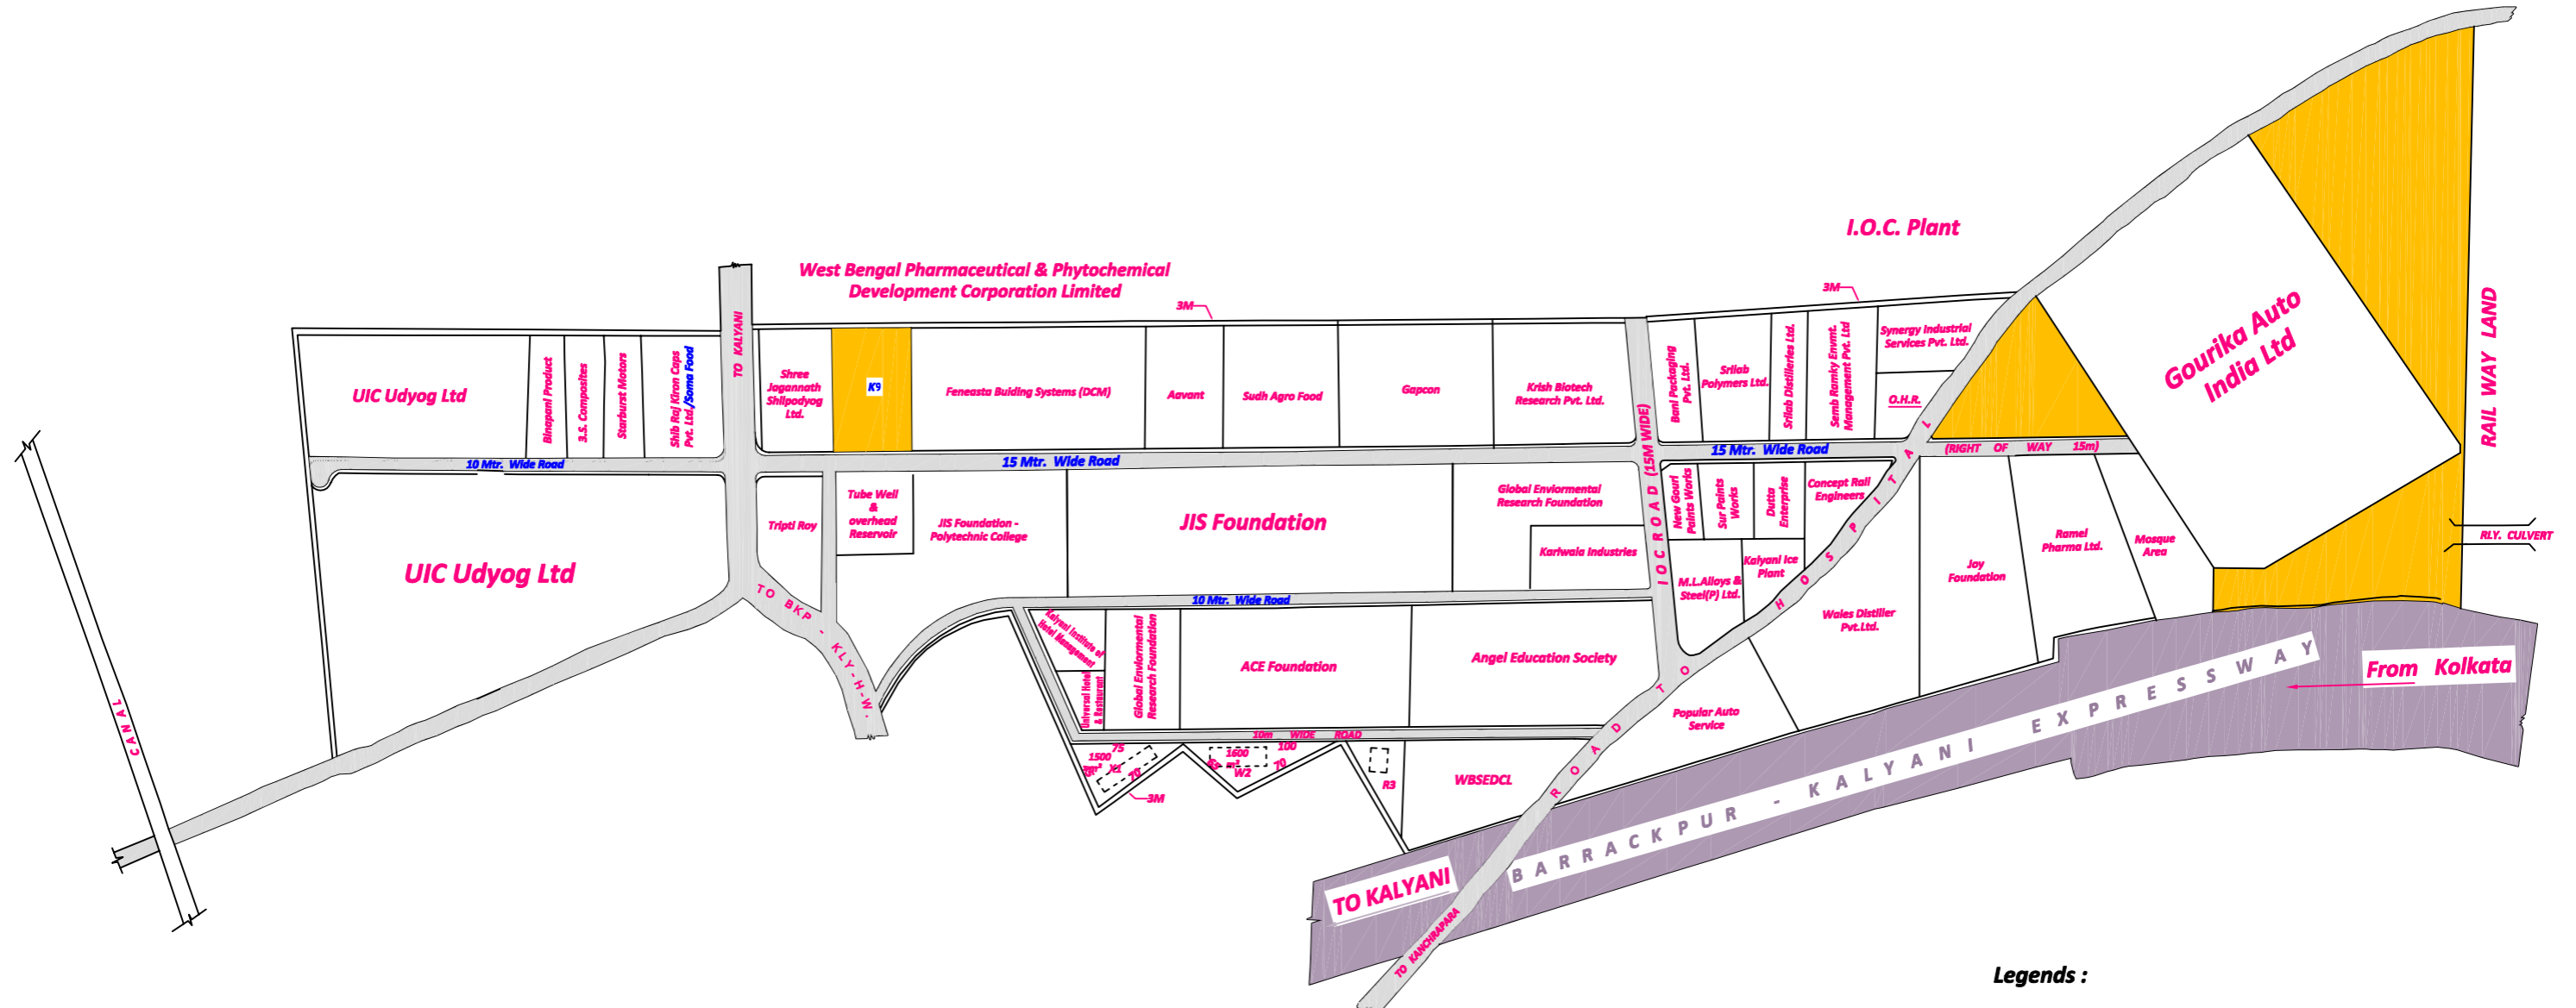 I.O.C. Plant
West Bengal Pharmaceutical & Phytochemical
Development Corporation Limited
3M
3M
TO KALYANI
UIC Udyog Ltd
Binapani Product
3.S. Composites
Starburst Motors
Shib Raj Kiron Caps
Pvt. Ltd./Soma Food
Shree
Jagannath
Shilpodyog
Ltd.
K9
Feneasta Buiding Systems (DCM)
Aavant
Sudh Agro Food
Gapcon
Krish Biotech
Research Pvt. Ltd.
Bani Packaging
Pvt. Ltd.
Srilab
Polymers Ltd.
Srilab Distilleries Ltd.
Semb Ramky Envmt.
Management Pvt. Ltd
Synergy Industrial
Services Pvt. Ltd.
O.H.R.
Gourika Auto
India Ltd
RAIL WAY LAND
10 Mtr. Wide Road
15 Mtr. Wide Road
15 Mtr. Wide Road
(RIGHT OF WAY 15m)
IOC ROAD (15M WIDE)
UIC Udyog Ltd
Tripti Roy
Tube Well
&
overhead
Reservoir
JIS Foundation -
Polytechnic College
JIS Foundation
Global Enviormental
Research Foundation
Kariwala Industries
New Gouri
Paints Works
Sur Paints
Works
Dutta
Enterprise
Concept Rail
Engineers
M.L.Alloys &
Steel(P) Ltd.
Kalyani Ice
Plant
Wales Distiller
Pvt.Ltd.
Joy
Foundation
Ramel
Pharma Ltd.
Mosque
Area
RLY. CULVERT
TO BKP - KLY-H-W.
10 Mtr. Wide Road
Kalyani Institute of
Hotel Management
Universal Hotel
& Restaurant
Global Enviormental
Research Foundation
ACE Foundation
Angel Education Society
Popular Auto
Service
ROAD TO HOSPITAL
10m WIDE ROAD
75
1500
m² X1
70
3M
100
1600
m²
W2
70
R3
WBSEDCL
CANAL
From Kolkata
BARRACKPUR - KALYANI EXPRESSWAY
TO KALYANI
TO KANCHRAPARA
Legends :